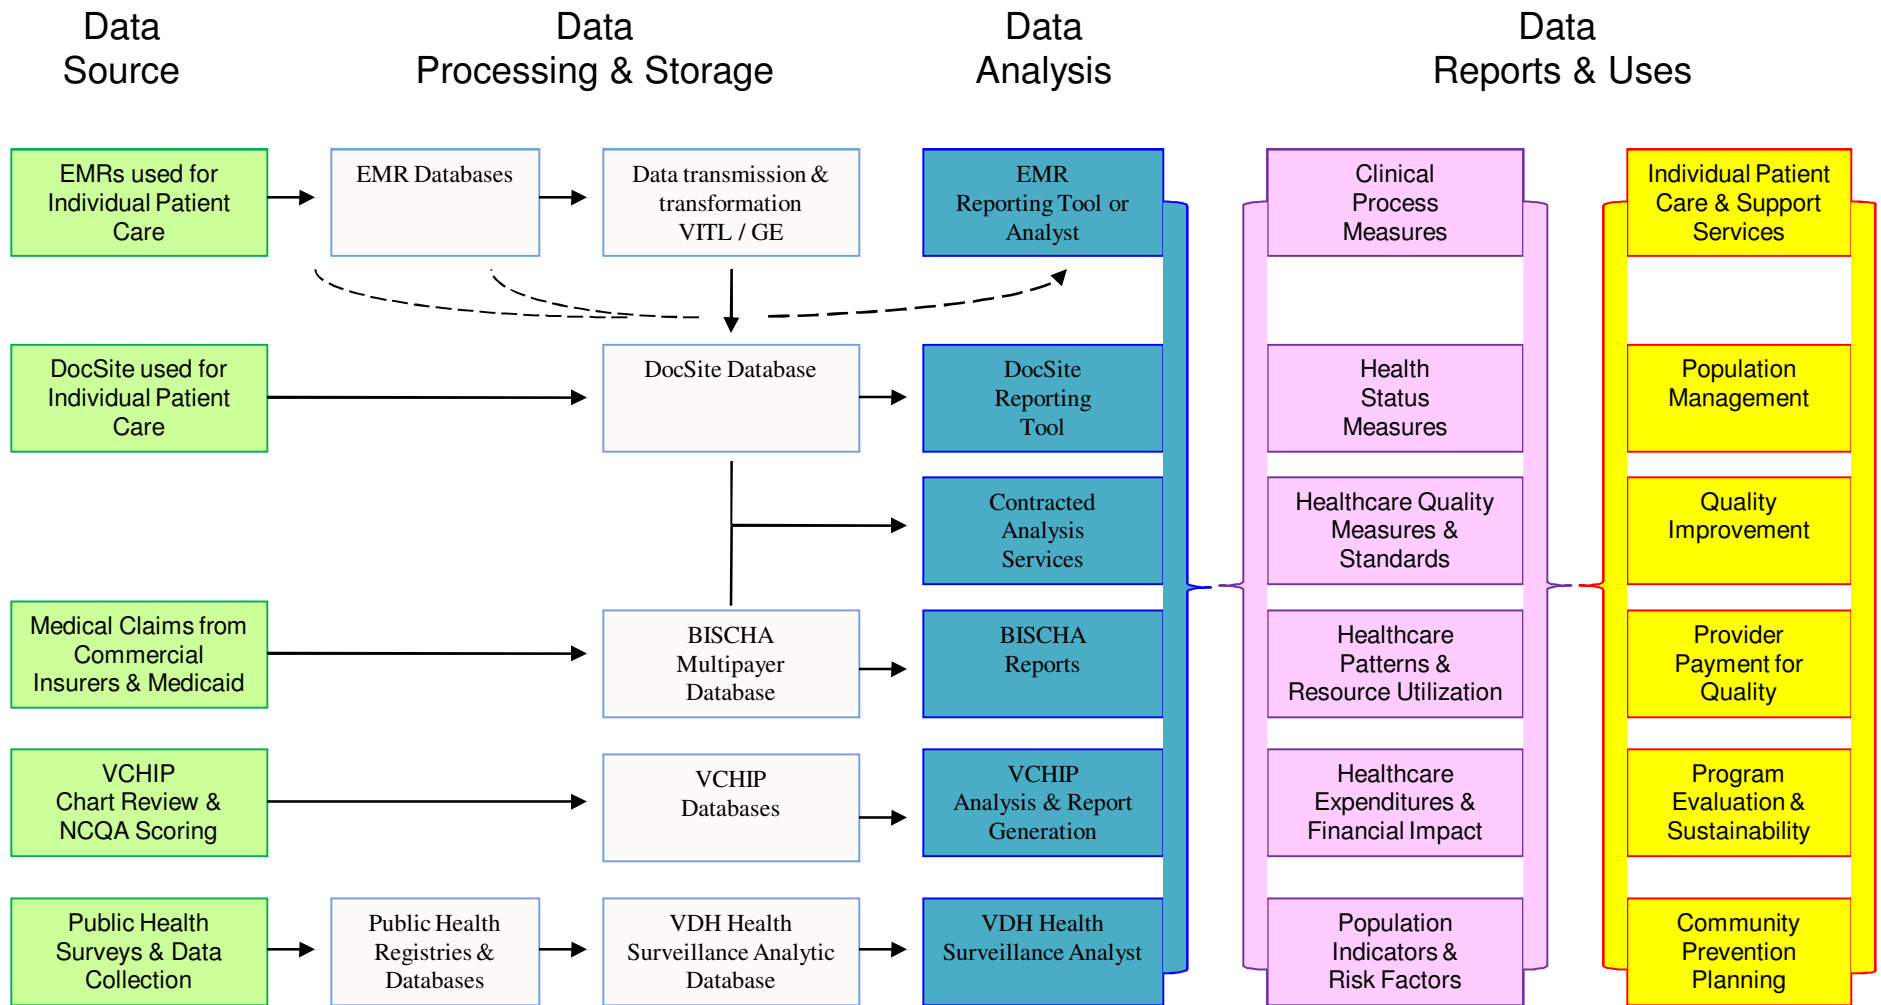 Data
Source
Data
Processing & Storage
Data
Analysis
Data
Reports & Uses
EMRs used for
Individual Patient
Care
EMR Databases
Data transmission &
transformation
VITL / GE
EMR
Reporting Tool or
Analyst
Clinical
Process
Measures
Individual Patient
Care & Support
Services
DocSite used for
Individual Patient
Care
DocSite Database
DocSite
Reporting
Tool
Health
Status
Measures
Population
Management
Contracted
Analysis
Services
Healthcare Quality
Measures &
Standards
Quality
Improvement
Medical Claims from
Commercial
Insurers & Medicaid
BISCHA
Multipayer
Database
BISCHA
Reports
Healthcare
Patterns &
Resource Utilization
Provider
Payment for
Quality
VCHIP
Chart Review &
NCQA Scoring
VCHIP
Databases
VCHIP
Analysis & Report
Generation
Healthcare
Expenditures &
Financial Impact
Program
Evaluation &
Sustainability
Public Health
Surveys & Data
Collection
Public Health
Registries &
Databases
VDH Health
Surveillance Analytic
Database
VDH Health
Surveillance Analyst
Population
Indicators &
Risk Factors
Community
Prevention
Planning